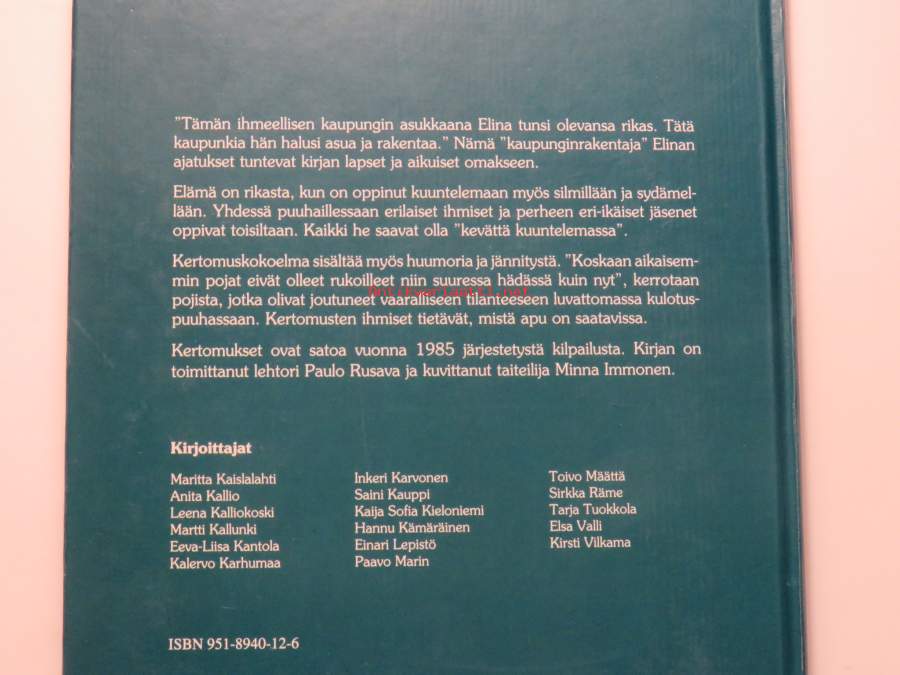 "Tämän ihmeellisen kaupungin asukkaana Elina tunsi olevansa rikas. Tätä
kaupunkia hän halusi asua ja rakentaa." Nämä "kaupunginrakentaja" Elinan
ajatukset tuntevat kirjan lapset ja aikuiset omakseen.
Elämä on rikasta, kun on oppinut kuuntelemaan myös silmillään ja sydämel-
lään. Yhdessä puuhaillessaan erilaiset ihmiset ja perheen eri-ikäiset jäsenet
oppivat toisiltaan. Kaikki he saavat olla "kevättä kuuntelemassa".
Kertomuskokoelma sisältää myös huumoria ja jännitystä. "Koskaan aikaisem-
min pojat eivät olleet rukoilleet niin suuressa hädässä kuin nyt", kerrotaan
Antikvariaatti.net
pojista, jotka olivat joutuneet vaaralliseen tilanteeseen luvattomassa kulotus-
puuhassaan. Kertomusten ihmiset tietävät, mistä apu on saatavissa.
Kertomukset ovat satoa vuonna 1985 järjestetystä kilpailusta. Kirjan on
toimittanut lehtori Paulo Rusava ja kuvittanut taiteilija Minna Immonen.
Kirjoittajat
Maritta Kaislalahti
Anita Kallio
Leena Kalliokoski
Martti Kallunki
Eeva-Liisa Kantola
Kalervo Karhumaa
Inkeri Karvonen
Saini Kauppi
Kaija Sofia Kieloniemi
Hannu Kämäräinen
Einari Lepistö
Paavo Marin
Toivo Määttä
Sirkka Räme
Tarja Tuokkola
Elsa Valli
Kirsti Vilkama
ISBN 951-8940-12-6